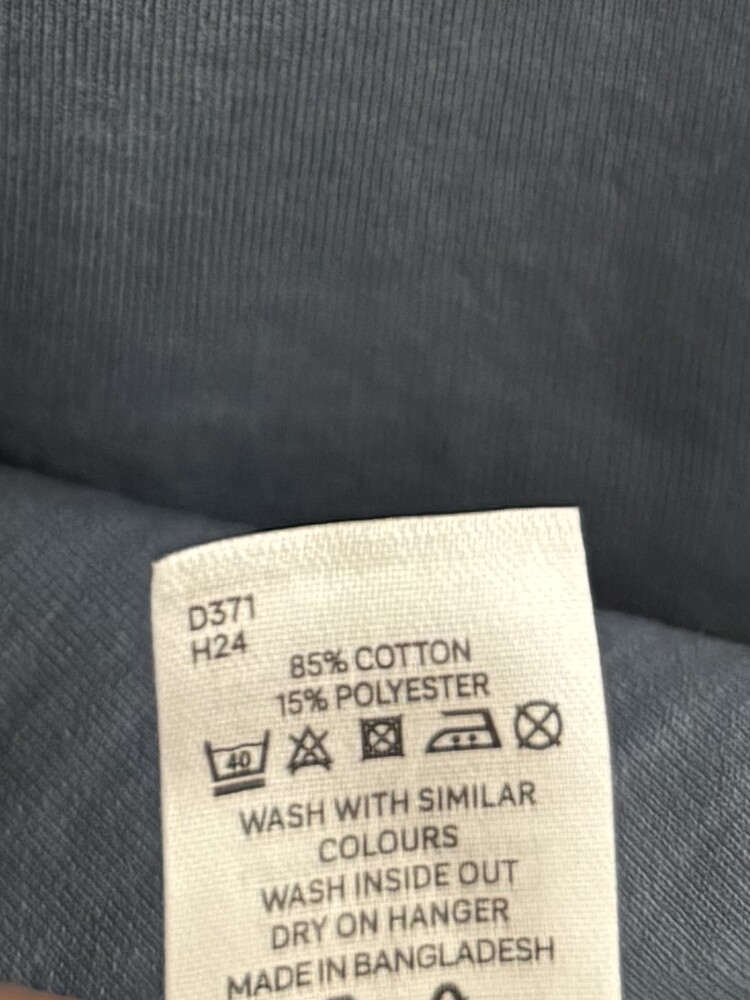 D371
H24
85% COTTON
15% POLYESTER
40
WASH WITH SIMILAR
COLOURS
WASH INSIDE OUT
DRY ON HANGER
MADE IN BANGLADESH